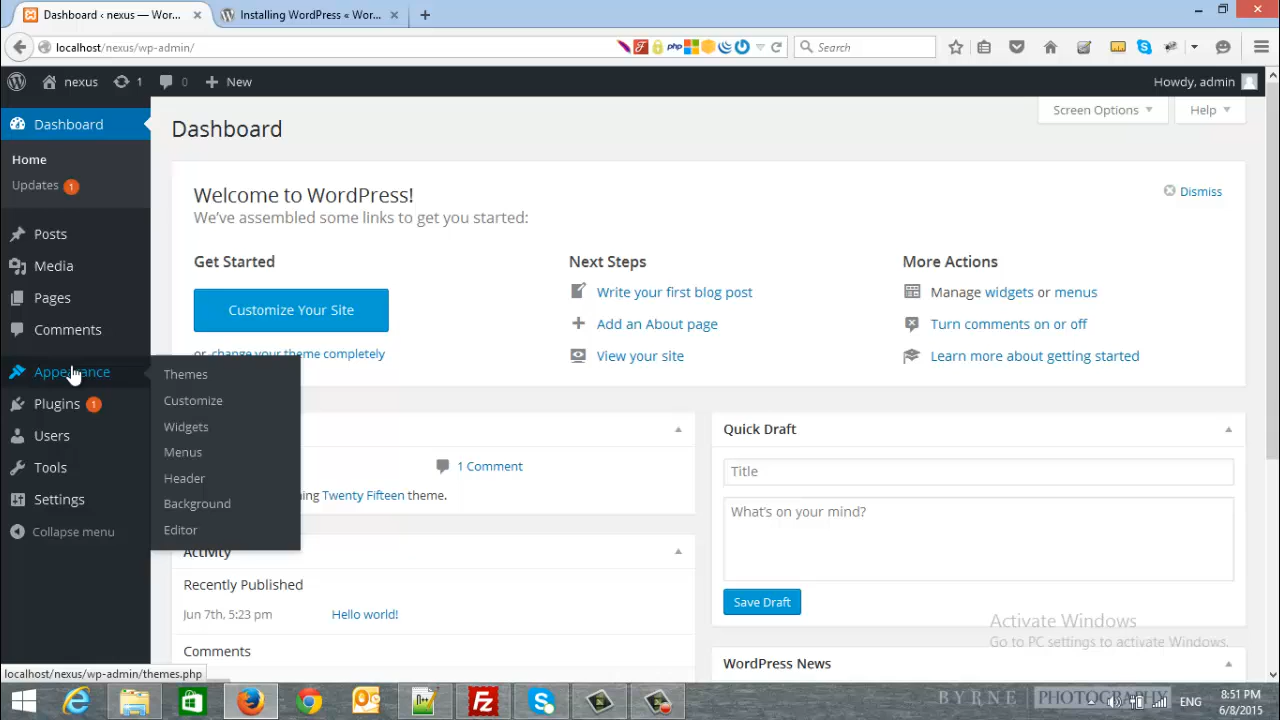 Dashboard ‹ nexus — Wor...
Installing WordPress « Wor...
localhost/nexus/wp-admin/
php
Search
nexus
1
0
New
Howdy, admin
Dashboard
Home
Updates 1
Posts
Media
Pages
Comments
Appearance
Plugins 1
Users
Tools
Settings
Collapse menu
Themes
Customize
Widgets
Menus
Header
Background
Editor
Screen Options
Help
Dashboard
Welcome to WordPress!
We've assembled some links to get you started:
Dismiss
Get Started
Customize Your Site
or change your theme completely
Next Steps
Write your first blog post
Add an About page
View your site
More Actions
Manage widgets or menus
Turn comments on or off
Learn more about getting started
1 Comment
Twenty Fifteen theme.
Activity
Recently Published
Jun 7th, 5:23 pm
Hello world!
Comments
Quick Draft
Title
What's on your mind?
Save Draft
WordPress News
Activate Windows
Go to PC settings to activate Windows.
localhost/nexus/wp-admin/themes.php
BYRNE PHOTOGRAPHY
ENG
8:51 PM
6/8/2015